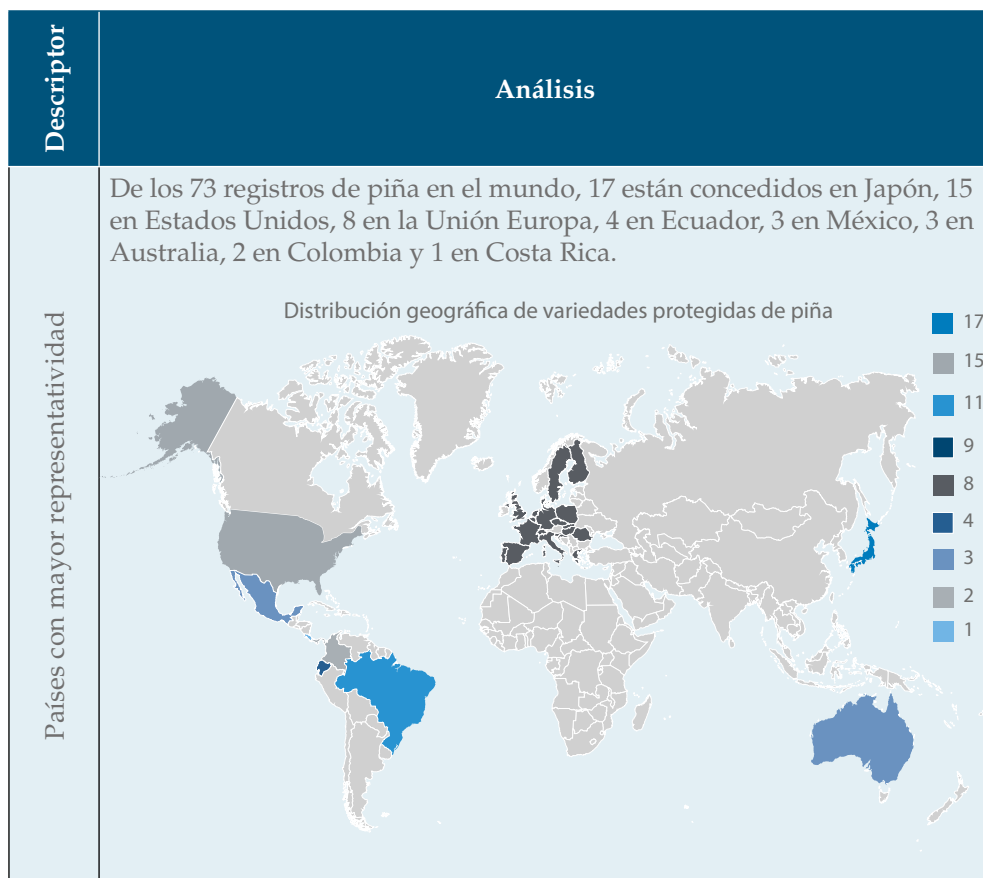 Descriptor
Análisis
Países con mayor representatividad
De los 73 registros de piña en el mundo, 17 están concedidos en Japón, 15
en Estados Unidos, 8 en la Unión Europa, 4 en Ecuador, 3 en México, 3 en
Australia, 2 en Colombia y 1 en Costa Rica.
Distribución geográfica de variedades protegidas de piña
17
15
11
9
8
4
3
2
1